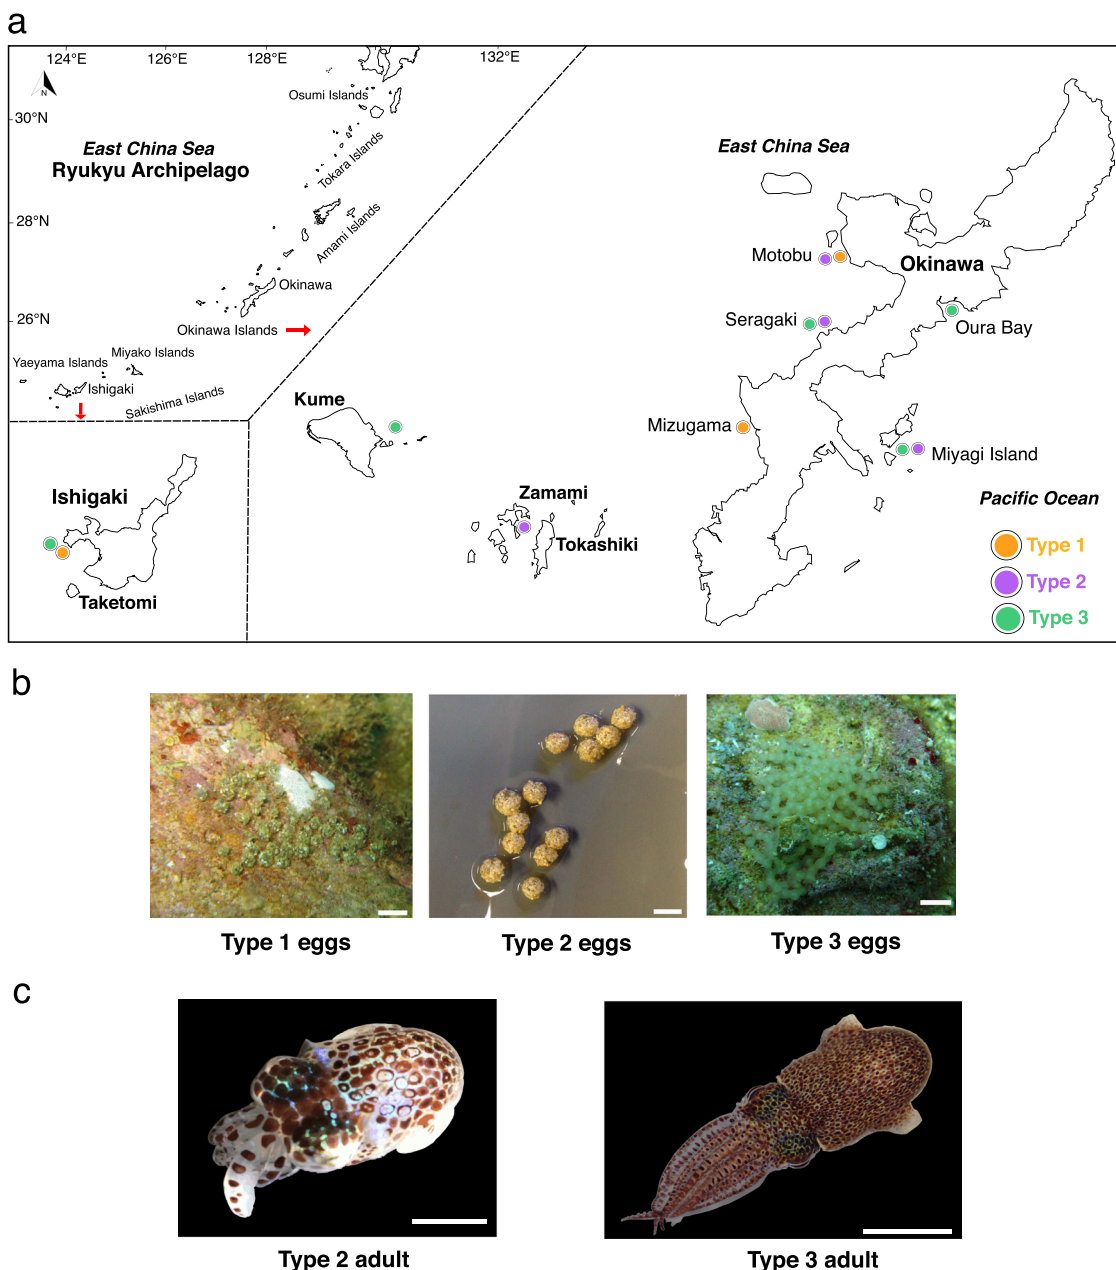 a
124°E 126°E 128°E 132°E
N
Osumi Islands
30°N
East China Sea
Ryukyu Archipelago
Tokara Islands
28°N
Amami Islands
Okinawa
26°N
Okinawa Islands
Miyako Islands
Yaeyama Islands
Ishigaki
Sakishima Islands
East China Sea
Motobu
Okinawa
Seragaki
Oura Bay
Kume
Mizugama
Miyagi Island
Ishigaki
Zamami
Tokashiki
Taketomi
Pacific Ocean
Type 1
Type 2
Type 3
b
Type 1 eggs
Type 2 eggs
Type 3 eggs
c
Type 2 adult
Type 3 adult